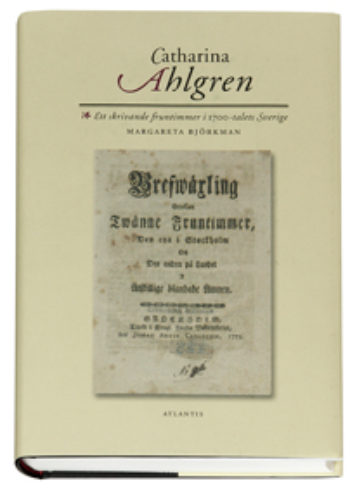 Catharina
Ahlgren
Ett skrivande fruntimmer i 1700-talets Sverige
MARGARETA BJÖRKMAN
Brefwäxling
Emellan
Twänne Fruntimmer,
Den ena i Stockholm
Och
Den andra på Landet
I
Åtskillige blandade Ämnen.
STOCKHOLM,
ATLANTIS